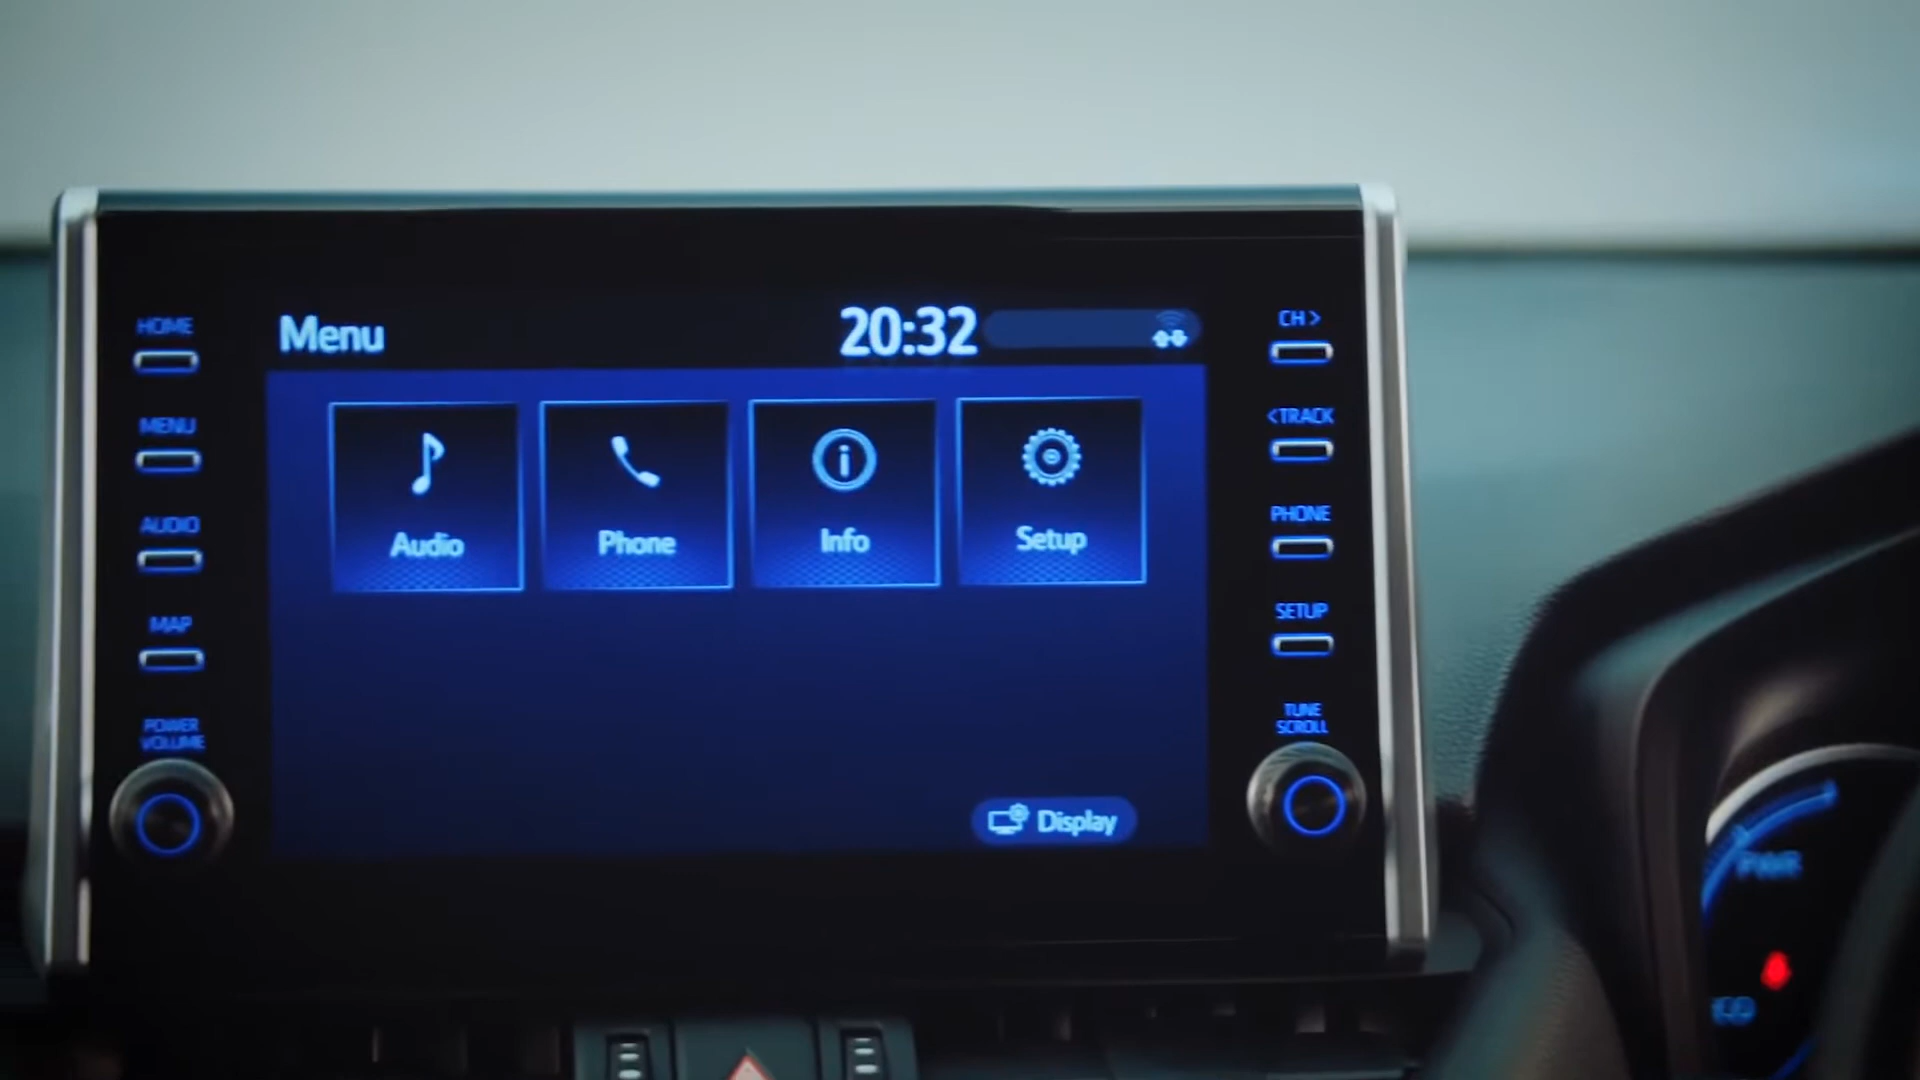 HOME
MENU
AUDIO
MAP
POWER
VOLUME
Menu
20:32
Audio
Phone
Info
Setup
Display
CH >
<TRACK
PHONE
SETUP
TUNE
SCROLL
PWR